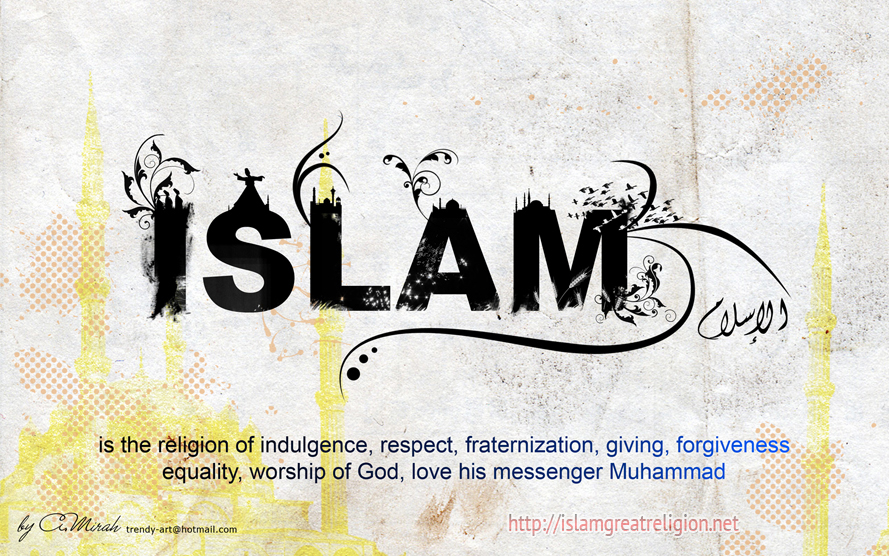 ISLAM
الإسلام
is the religion of indulgence, respect, fraternization, giving, forgiveness
equality, worship of God, love his messenger Muhammad
by A.Mirah trendy-art@hotmail.com
http://islamgreatreligion.net